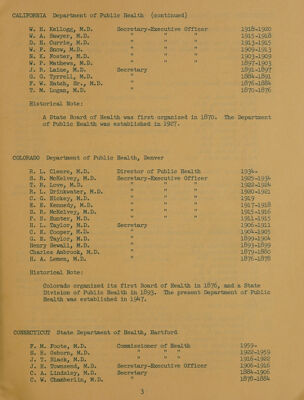 CALIFORNIA Department of Public Health (continued)
W. H. Kellogg, M.D. Secretary-Executive Officer 1918-1920
W. A. Sawyer, M.D. " " " 1915-1918
D. H. Currie, M.D. " " " 1913-1915
W. F. Snow, M.D. " " " 1909-1913
N. K. Foster, M.D. " " " 1903-1909
W. P. Mathews, M.D. " " " 1897-1903
J. R. Laine, M.D. Secretary 1891-1897
G. G. Tyrrell, M.D. " 1884-1891
F. W. Hatch, Sr., M.D. " 1876-1884
T. M. Logan, M.D. " 1870-1876
Historical Note:
A State Board of Health was first organized in 1870. The Department
of Public Health was established in 1927.
COLORADO Department of Public Health, Denver
R. L. Cleere, M.D. Director of Public Health 1934-
S. R. McKelvey, M.D. Secretary-Executive Officer 1925-1934
T. R. Love, M.D. " " " 1922-1924
R. L. Drinkwater, M.D. " " " 1920-1921
C. G. Hickey, M.D. " " " 1919
E. E. Kennedy, M.D. " " " 1917-1918
S. R. McKelvey, M.D. " " " 1915-1916
P. S. Hunter, M.D. " " " 1911-1915
H. L. Taylor, M.D. Secretary 1906-1911
C. E. Cooper, M.D. " 1904-1905
G. E. Tyler, M.D. " 1899-1904
Henry Sewall, M.D. " 1893-1899
Charles Ambrook, M.D. " 1879-1880
H. A. Lemen, M.D. " 1876-1878
Historical Note:
Colorado organized its first Board of Health in 1876, and a State
Division of Public Health in 1893. The present Department of Public
Health was established in 1947.
CONNECTICUT State Department of Health, Hartford
F. M. Foote, M.D. Commissioner of Health 1959-
S. H. Osborn, M.D. " " " 1922-1959
J. T. Black, M.D. " " " 1916-1922
J. H. Townsend, M.D. Secretary-Executive Officer 1906-1916
C. A. Lindsley, M.D. Secretary 1884-1906
C. W. Chamberlin, M.D. " 1878-1884
3